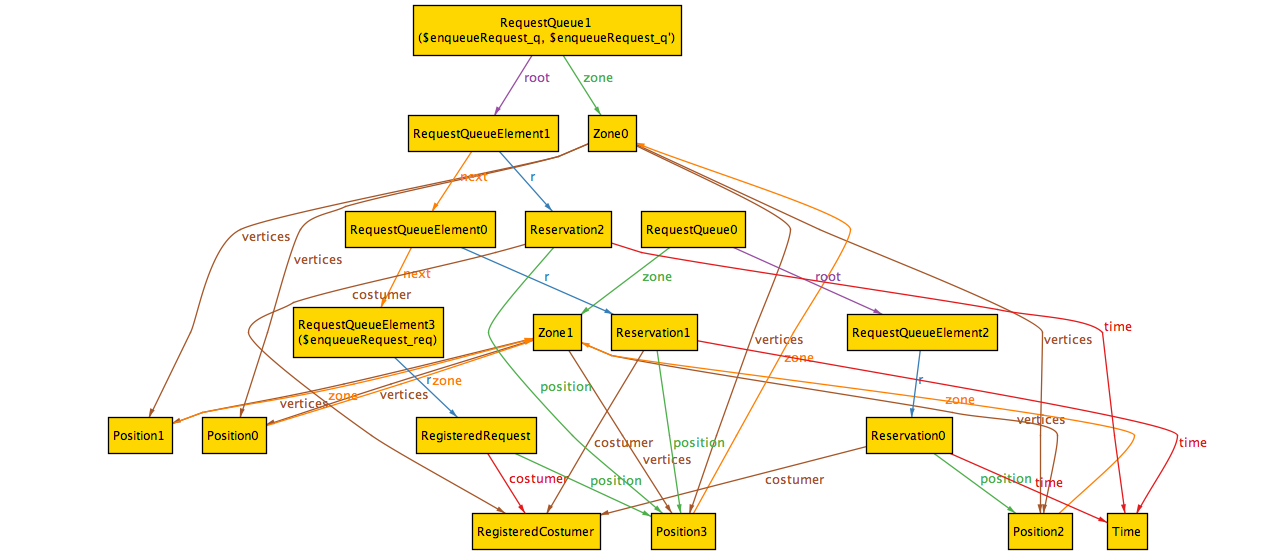 RequestQueue1
($enqueueRequest_q, $enqueueRequest_q')
root
zone
RequestQueueElement1
Zone0
next
r
RequestQueueElement0
Reservation2
RequestQueue0
vertices
vertices
next
r
zone
root
costumer
RequestQueueElement3
($enqueueRequest_req)
Zone1
Reservation1
RequestQueueElement2
time
vertices
vertices
zone
r
zone
position
r
vertices
zone
vertices
zone
vertices
Position1
Position0
RegisteredRequest
Reservation0
costumer
position
time
vertices
costumer
position
costumer
position
time
RegisteredCostumer
Position3
Position2
Time